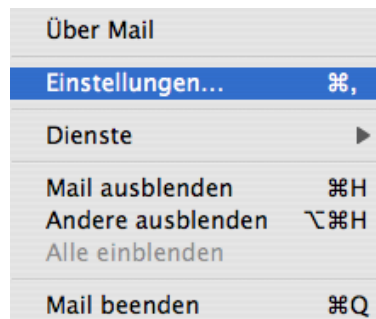 Über Mail
Einstellungen... ⌘,
Dienste ▶
Mail ausblenden ⌘H
Andere ausblenden ⌥⌘H
Alle einblenden
Mail beenden ⌘Q